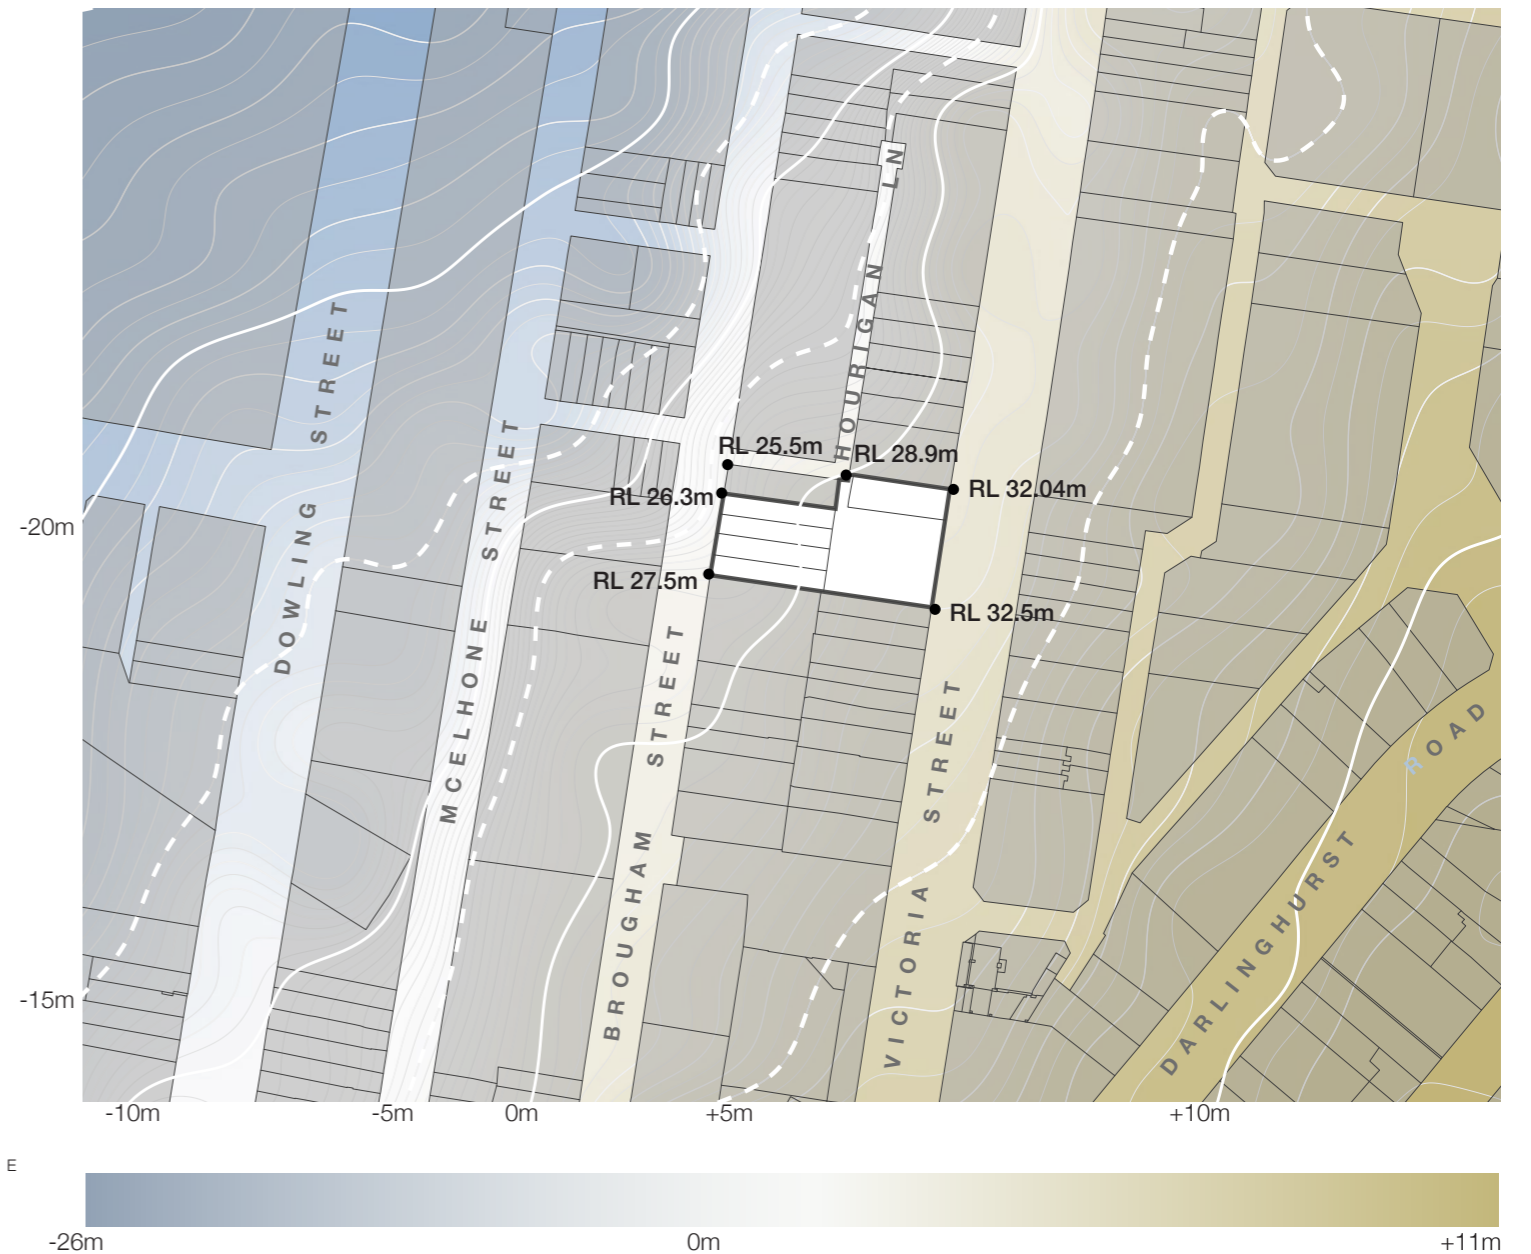 HOURIGAN LN
DOWLING STREET
MCELHONE STREET
RL 25.5m
RL 28.9m
RL 26.3m
RL 32.04m
-20m
RL 27.5m
RL 32.5m
BROUGHAM STREET
VICTORIA STREET
DARLINGHURST ROAD
-15m
-10m
-5m
0m
+5m
+10m
E
-26m
0m
+11m